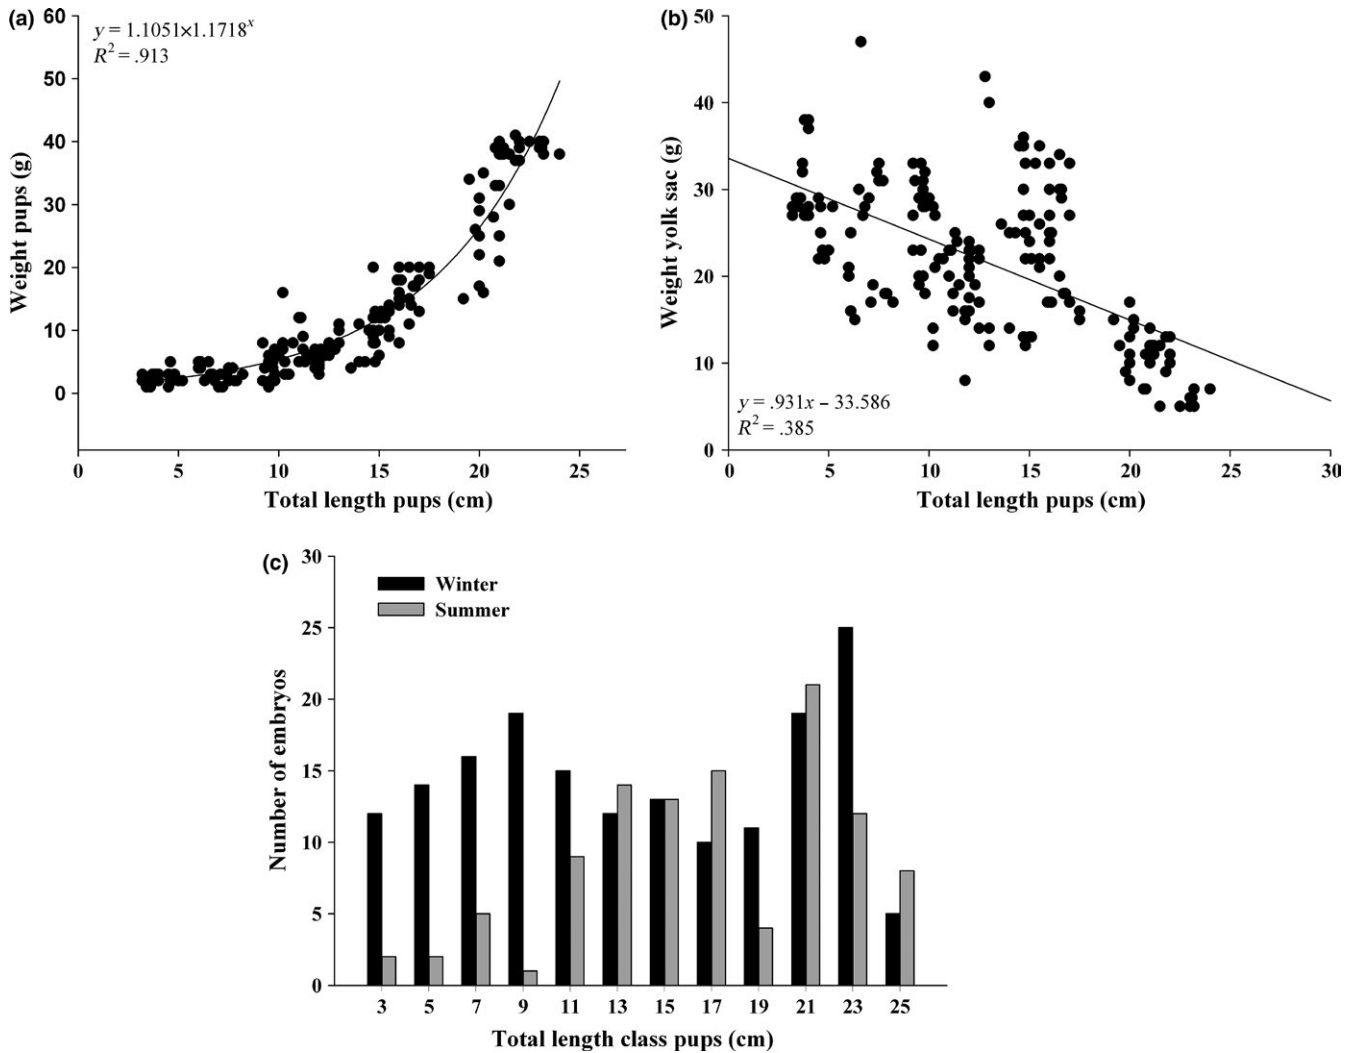 (a)
y = 1.1051×1.1718^x
R² = .913
Weight pups (g)
60
50
40
30
20
10
0
0 5 10 15 20 25
Total length pups (cm)
(b)
Weight yolk sac (g)
50
40
30
20
10
0
y = .931x – 33.586
R² = .385
0 5 10 15 20 25 30
Total length pups (cm)
(c)
Winter
Summer
Number of embryos
30
25
20
15
10
5
0
3 5 7 9 11 13 15 17 19 21 23 25
Total length class pups (cm)